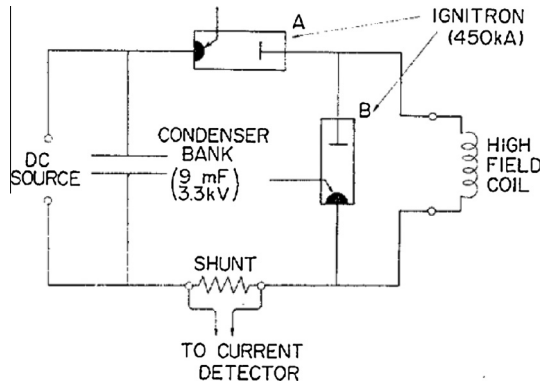 A
IGNITRON
(450kA)
B
CONDENSER
BANK
(9 mF
3.3kV)
DC
SOURCE
HIGH
FIELD
COIL
SHUNT
TO CURRENT
DETECTOR